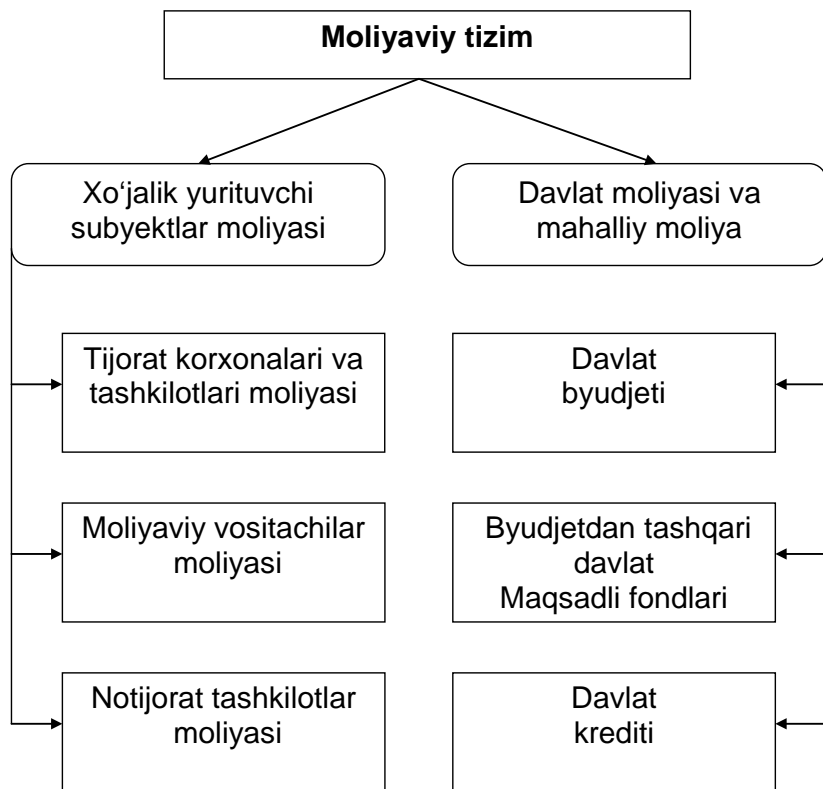 Moliyaviy tizim
Xo‘jalik yurituvchi
subyektlar moliyasi
Davlat moliyasi va
mahalliy moliya
Tijorat korxonalari va
tashkilotlari moliyasi
Davlat
byudjeti
Moliyaviy vositachilar
moliyasi
Byudjetdan tashqari
davlat
Maqsadli fondlari
Notijorat tashkilotlar
moliyasi
Davlat
krediti